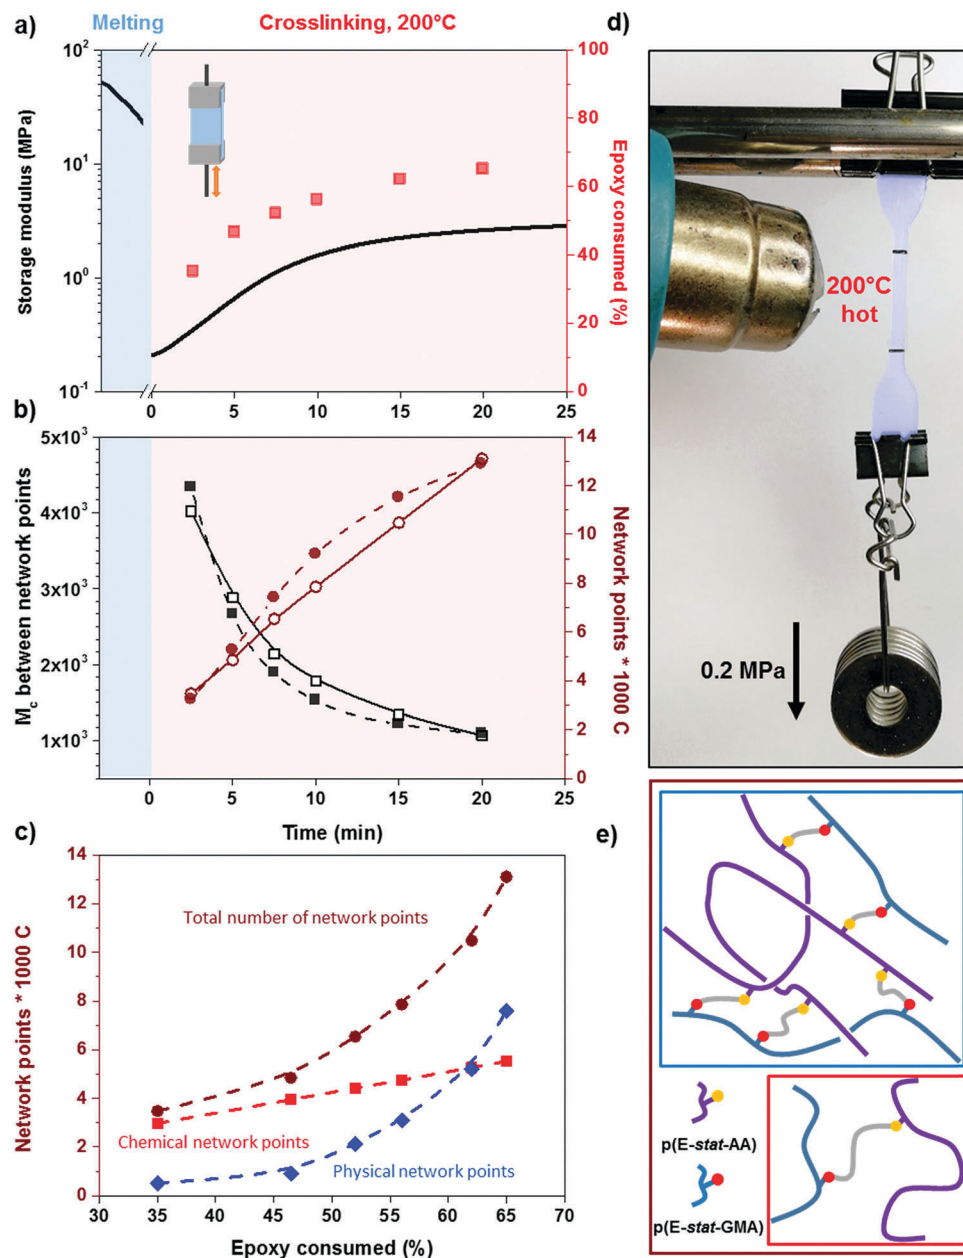 a)
Melting
Crosslinking, 200°C
10²
10¹
10⁰
10⁻¹
Storage modulus (MPa)
0
5
10
15
20
25
100
80
60
40
20
0
Epoxy consumed (%)
b)
5x10³
4x10³
3x10³
2x10³
1x10³
M꜀ between network points
0
5
10
15
20
25
Time (min)
14
12
10
8
6
4
2
0
Network points * 1000 C
c)
14
12
10
8
6
4
2
0
Network points * 1000 C
Total number of network points
Chemical network points
Physical network points
30
35
40
45
50
55
60
65
70
Epoxy consumed (%)
d)
200°C
hot
0.2 MPa
e)
p(E-stat-AA)
p(E-stat-GMA)